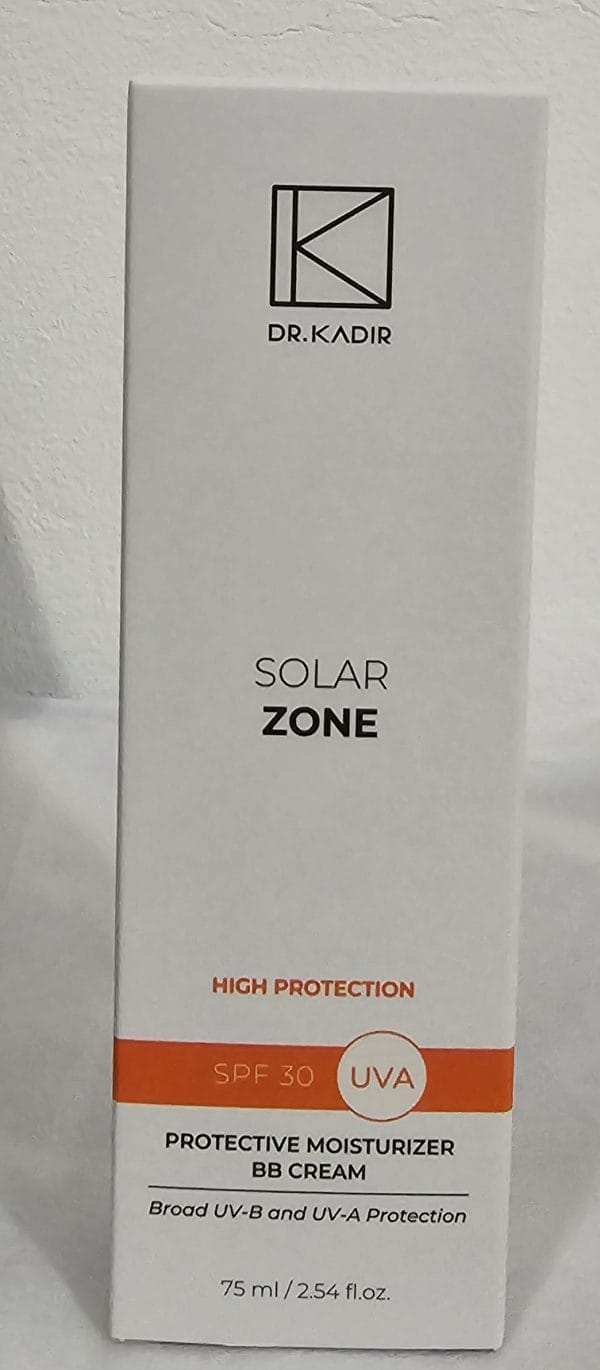 DR.KADIR
SOLAR
ZONE
HIGH PROTECTION
SPF 30 UVA
PROTECTIVE MOISTURIZER
BB CREAM
Broad UV-B and UV-A Protection
75 ml / 2.54 fl.oz.